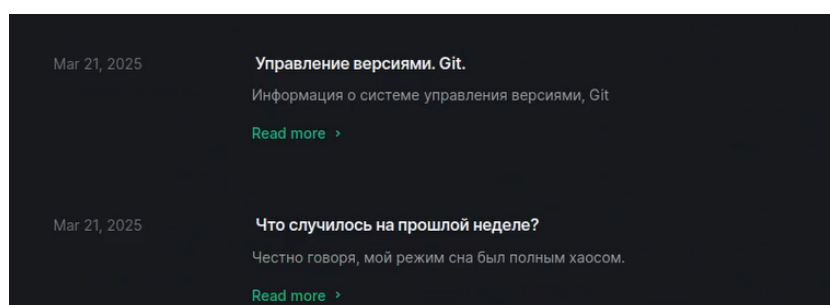 Mar 21, 2025
Управление версиями. Git.
Информация о системе управления версиями, Git
Read more ›
Mar 21, 2025
Что случилось на прошлой неделе?
Честно говоря, мой режим сна был полным хаосом.
Read more ›